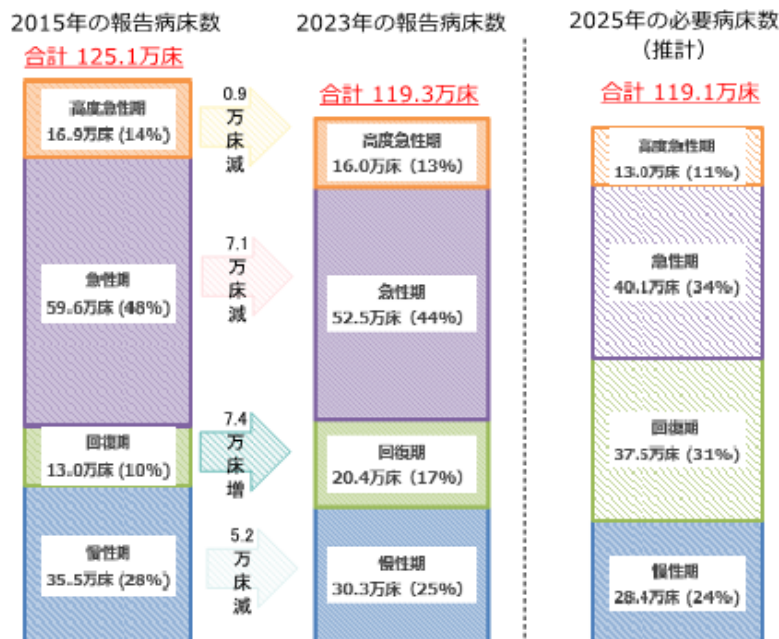 2015年の報告病床数
合計 125.1万床
高度急性期
16.9万床 (14%)
急性期
59.6万床 (48%)
回復期
13.0万床 (10%)
慢性期
35.5万床 (28%)
0.9
万
床
減
7.1
万
床
減
7.4
万
床
増
5.2
万
床
減
2023年の報告病床数
合計 119.3万床
高度急性期
16.0万床 (13%)
急性期
52.5万床 (44%)
回復期
20.4万床 (17%)
慢性期
30.3万床 (25%)
2025年の必要病床数
（推計）
合計 119.1万床
高度急性期
13.0万床 (11%)
急性期
40.1万床 (34%)
回復期
37.5万床 (31%)
慢性期
28.4万床 (24%)